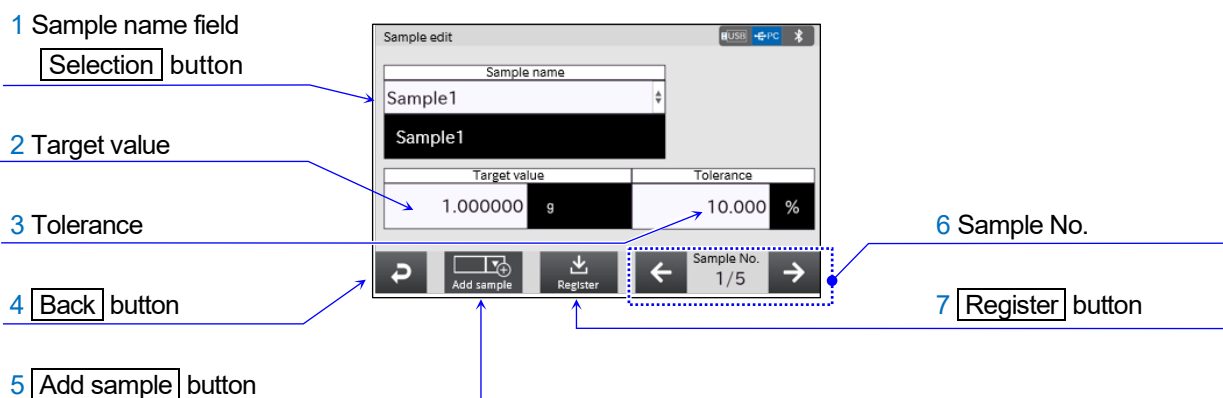 1 Sample name field
Selection button
2 Target value
3 Tolerance
4 Back button
5 Add sample button
Sample edit
USB PC
Sample name
Sample1
Sample1
Target value Tolerance
1.000000 g 10.000 %
Add sample Register
Sample No.
1/5
6 Sample No.
7 Register button